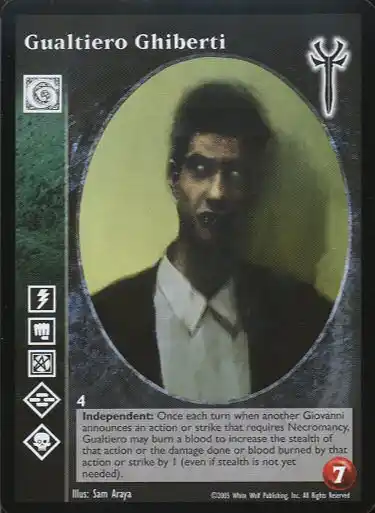 Gualtiero Ghiberti
4
Independent: Once each turn when another Giovanni
announces an action or strike that requires Necromancy,
Gualtiero may burn a blood to increase the stealth of
that action or the damage done or blood burned by that
action or strike by 1 (even if stealth is not yet
needed).
7
Illus: Sam Araya
©2005 White Wolf Publishing, Inc. All Rights Reserved